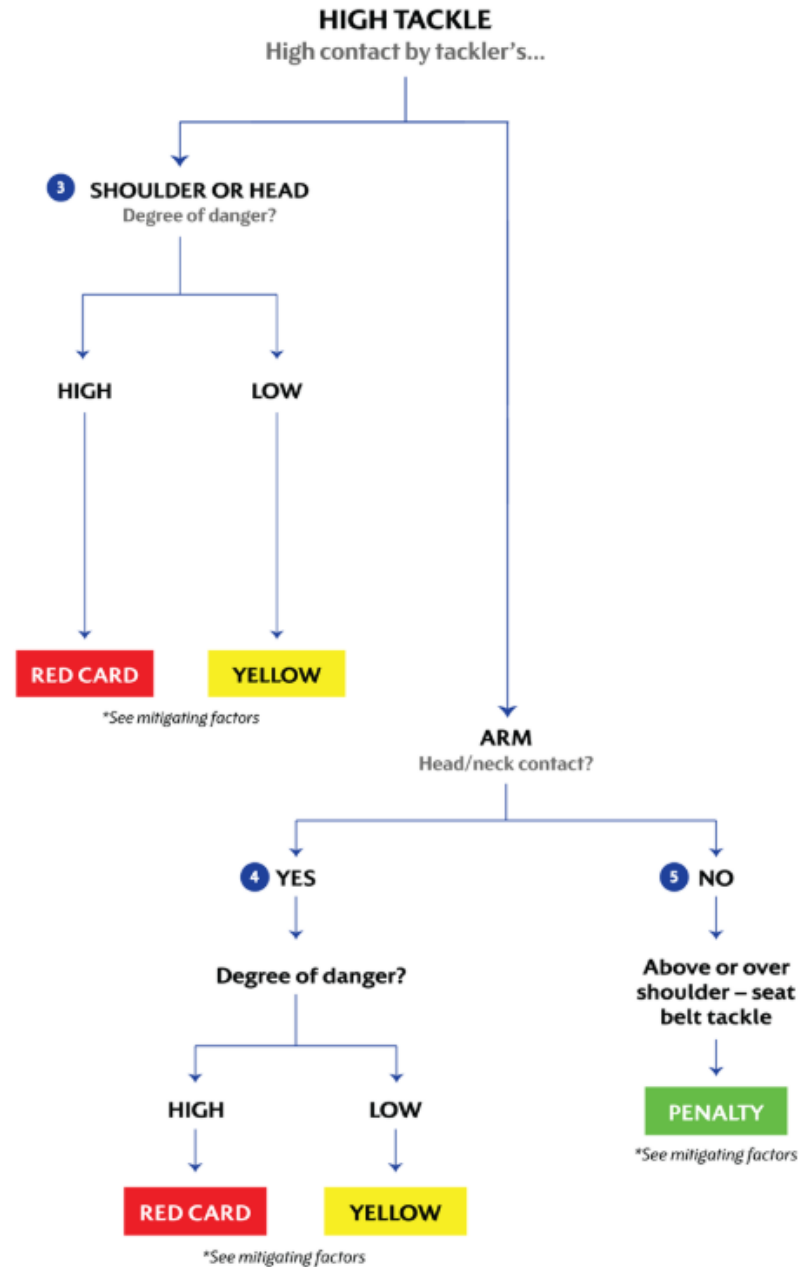 HIGH TACKLE
High contact by tackler's...
3 SHOULDER OR HEAD
Degree of danger?
HIGH
LOW
RED CARD
YELLOW
*See mitigating factors
ARM
Head/neck contact?
4 YES
5 NO
Degree of danger?
Above or over
shoulder – seat
belt tackle
HIGH
LOW
PENALTY
*See mitigating factors
RED CARD
YELLOW
*See mitigating factors